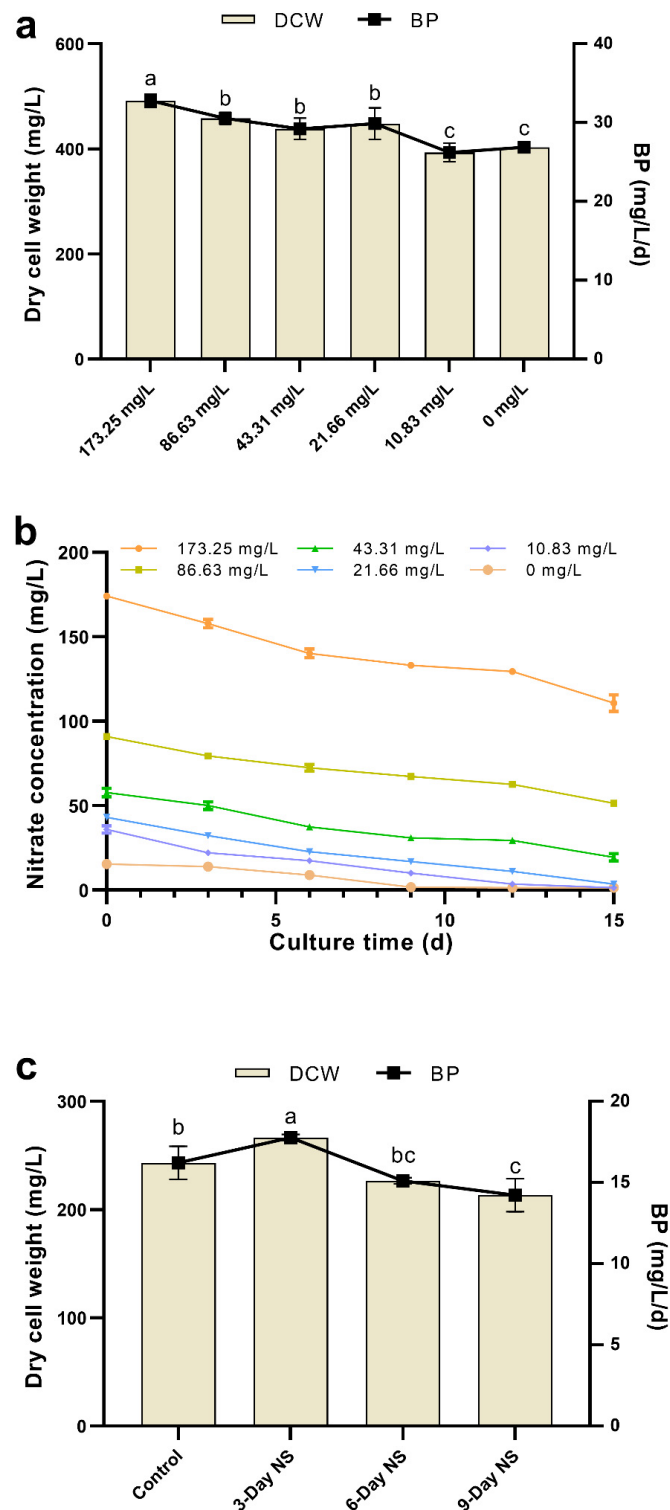 a
DCW BP
600
400
200
0
Dry cell weight (mg/L)
40
30
20
10
0
BP (mg/L/d)
a b b b c c
173.25 mg/L 86.63 mg/L 43.31 mg/L 21.66 mg/L 10.83 mg/L 0 mg/L
b
173.25 mg/L 43.31 mg/L 10.83 mg/L
86.63 mg/L 21.66 mg/L 0 mg/L
200
150
100
50
0
Nitrate concentration (mg/L)
0 5 10 15
Culture time (d)
c
DCW BP
300
200
100
0
Dry cell weight (mg/L)
20
15
10
5
0
BP (mg/L/d)
b a bc c
Control 3-Day NS 6-Day NS 9-Day NS